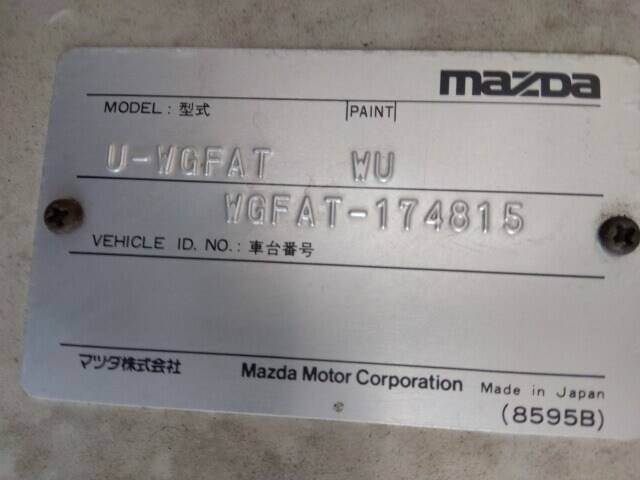 mazda
MODEL : 型式 |PAINT|
U-WGFAT WU
WGFAT-174815
VEHICLE ID. NO. : 車台番号
マツダ株式会社 Mazda Motor Corporation Made in Japan
(8595B)